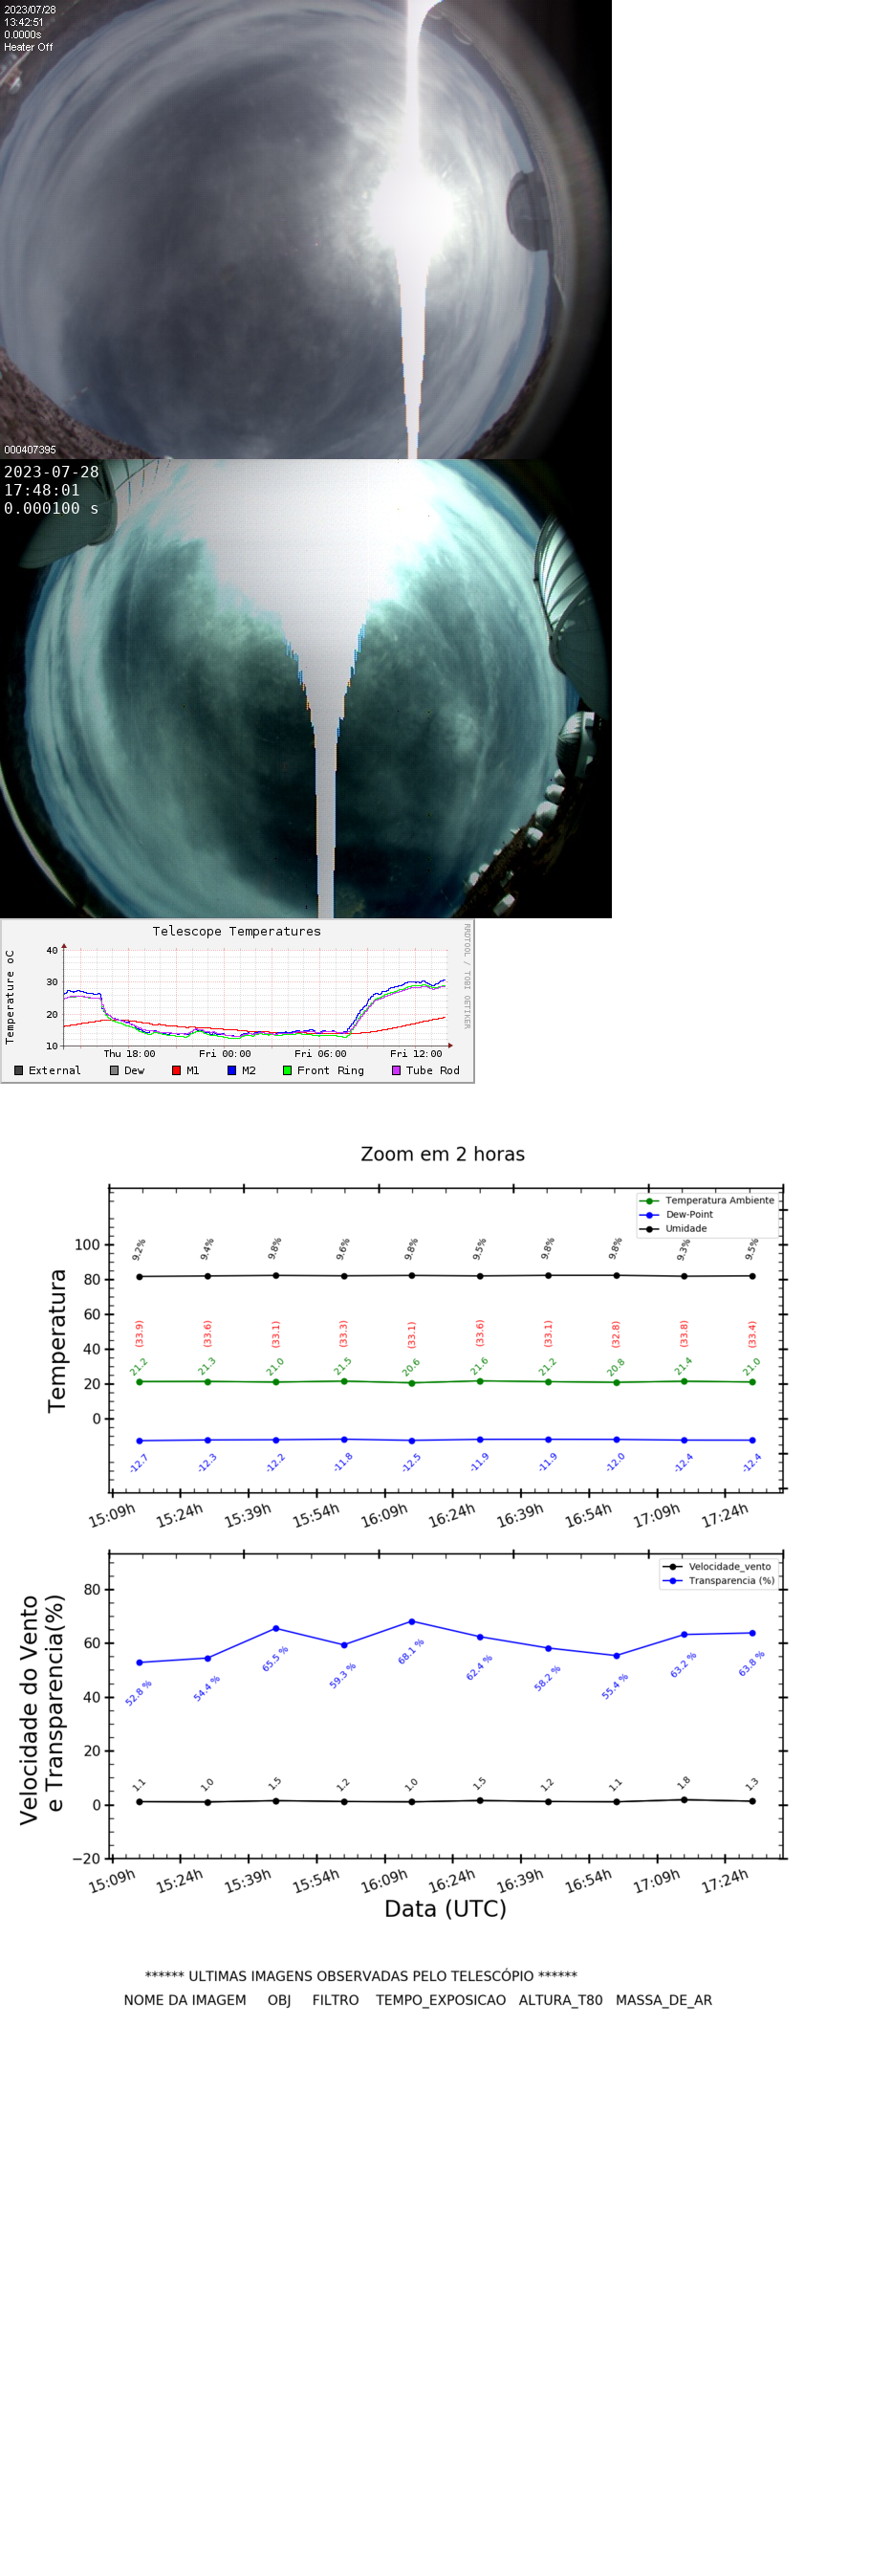 2023/07/28
13:42:51
0.0000s
Heater Off
000407395
2023-07-28
17:48:01
0.000100 s
Telescope Temperatures
RRDTOOL / TOBI OETIKER
Temperature oC
40
30
20
10
Thu 18:00 Fri 00:00 Fri 06:00 Fri 12:00
External Dew M1 M2 Front Ring Tube Rod
Zoom em 2 horas
Temperatura Ambiente
Dew-Point
Umidade
Temperatura
100
80
60
40
20
0
9.2% 9.4% 9.8% 9.6% 9.8% 9.5% 9.8% 9.8% 9.3% 9.5%
(33.9) (33.6) (33.1) (33.3) (33.1) (33.6) (33.1) (32.8) (33.8) (33.4)
21.2 21.3 21.0 21.5 20.6 21.6 21.2 20.8 21.4 21.0
-12.7 -12.3 -12.2 -11.8 -12.5 -11.9 -11.9 -12.0 -12.4 -12.4
15:09h 15:24h 15:39h 15:54h 16:09h 16:24h 16:39h 16:54h 17:09h 17:24h
Velocidade_vento
Transparencia (%)
Velocidade do Vento
e Transparencia(%)
80
60
40
20
0
−20
52.8 % 54.4 % 65.5 % 59.3 % 68.1 % 62.4 % 58.2 % 55.4 % 63.2 % 63.8 %
1.1 1.0 1.5 1.2 1.0 1.5 1.2 1.1 1.8 1.3
15:09h 15:24h 15:39h 15:54h 16:09h 16:24h 16:39h 16:54h 17:09h 17:24h
Data (UTC)
****** ULTIMAS IMAGENS OBSERVADAS PELO TELESCÓPIO ******
NOME DA IMAGEM OBJ FILTRO TEMPO_EXPOSICAO ALTURA_T80 MASSA_DE_AR